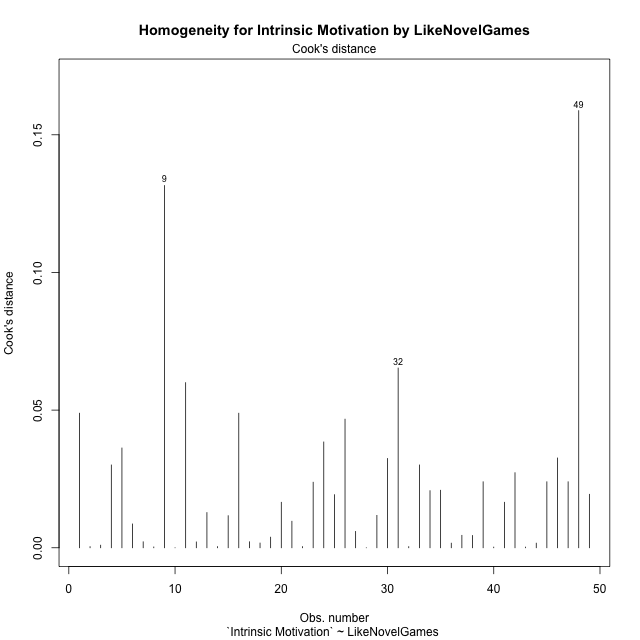 Homogeneity for Intrinsic Motivation by LikeNovelGames
Cook's distance
49
0.15
9
0.10
Cook's distance
32
0.05
0.00
0 10 20 30 40 50
Obs. number
`Intrinsic Motivation` ~ LikeNovelGames